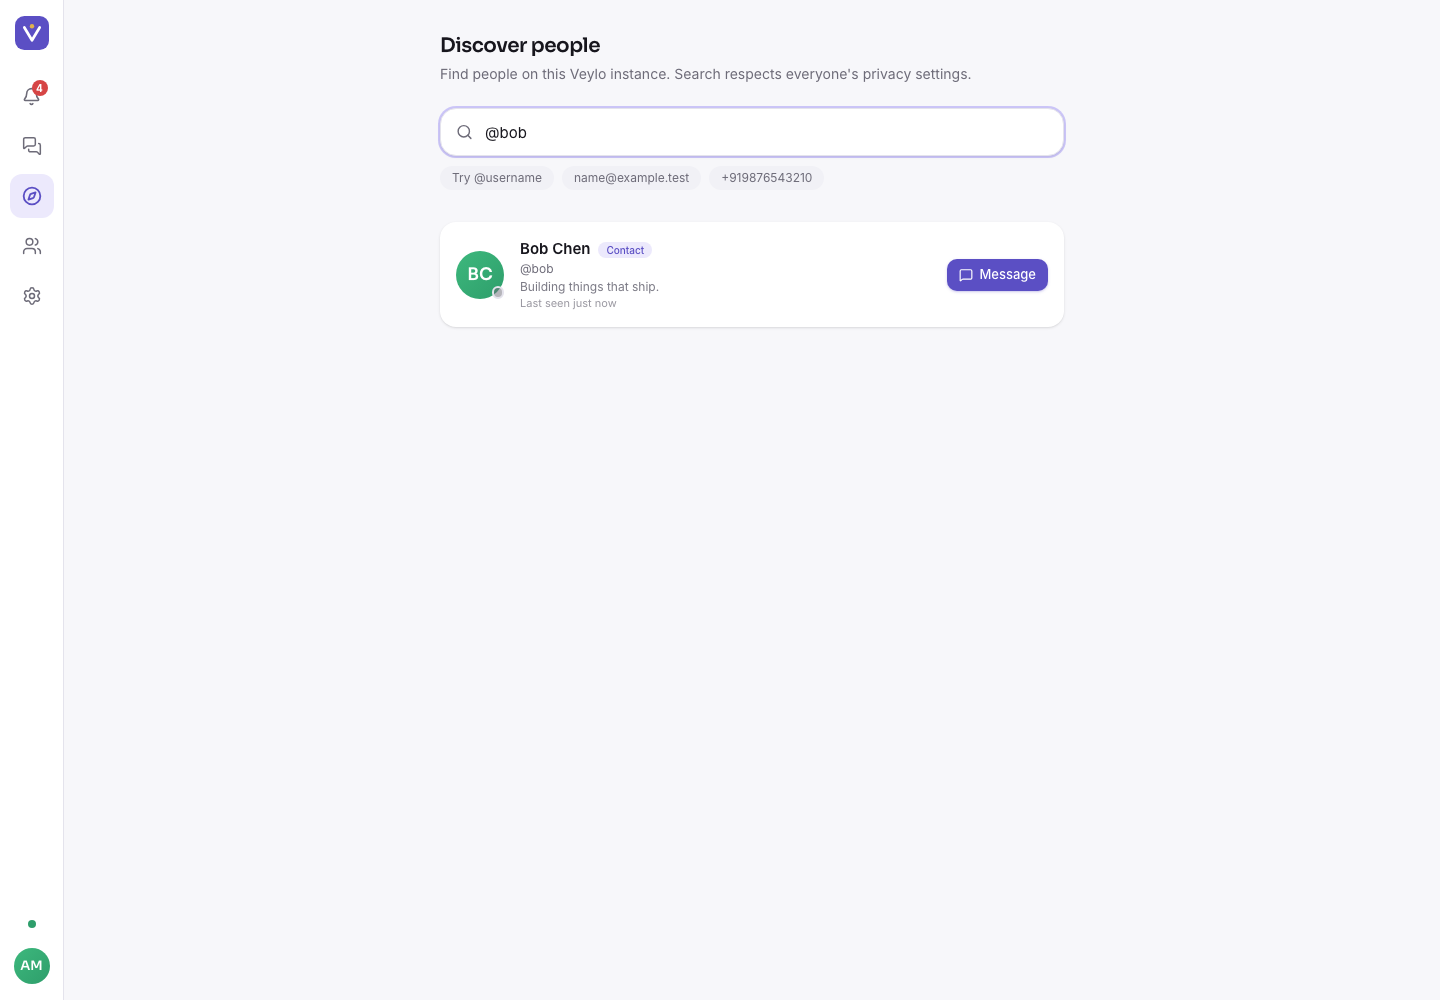 4
Discover people
Find people on this Veylo instance. Search respects everyone's privacy settings.
@bob
Try @username name@example.test +919876543210
BC
Bob Chen Contact
@bob
Building things that ship.
Last seen just now
Message
AM